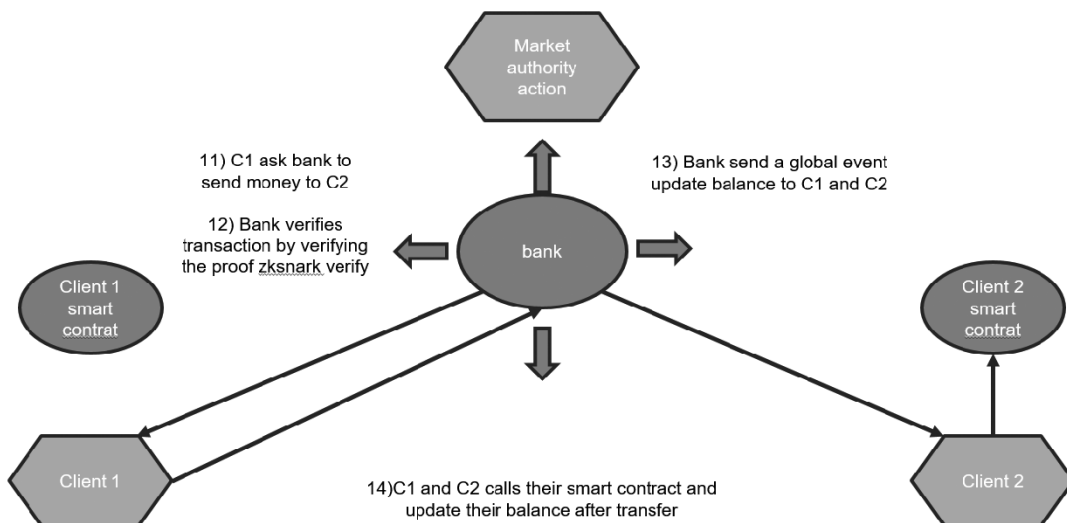 Market
authority
action
11) C1 ask bank to
send money to C2
13) Bank send a global event
update balance to C1 and C2
12) Bank verifies
transaction by verifying
the proof zksnark verify
bank
Client 1
smart
contrat
Client 2
smart
contrat
Client 1
14)C1 and C2 calls their smart contract and
update their balance after transfer
Client 2